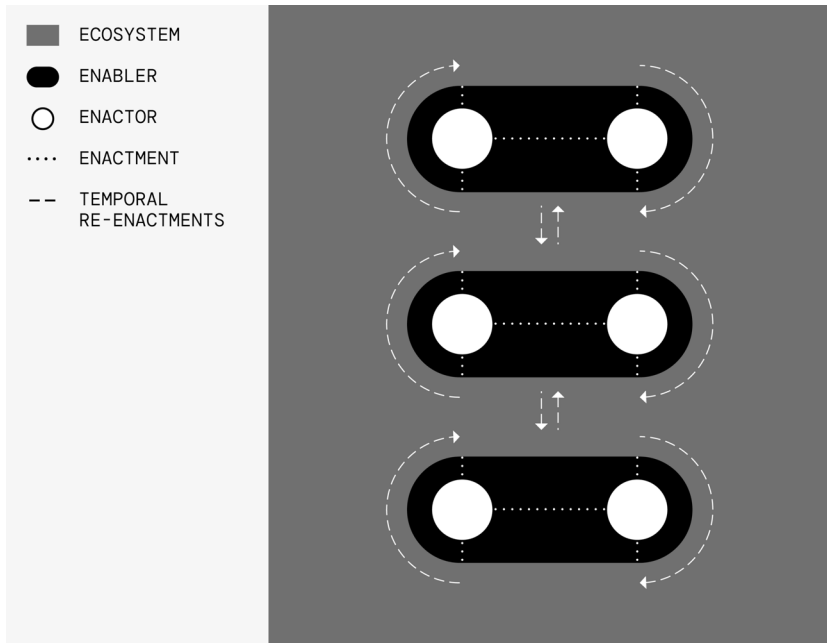 ECOSYSTEM
ENABLER
ENACTOR
ENACTMENT
TEMPORAL
RE-ENACTMENTS